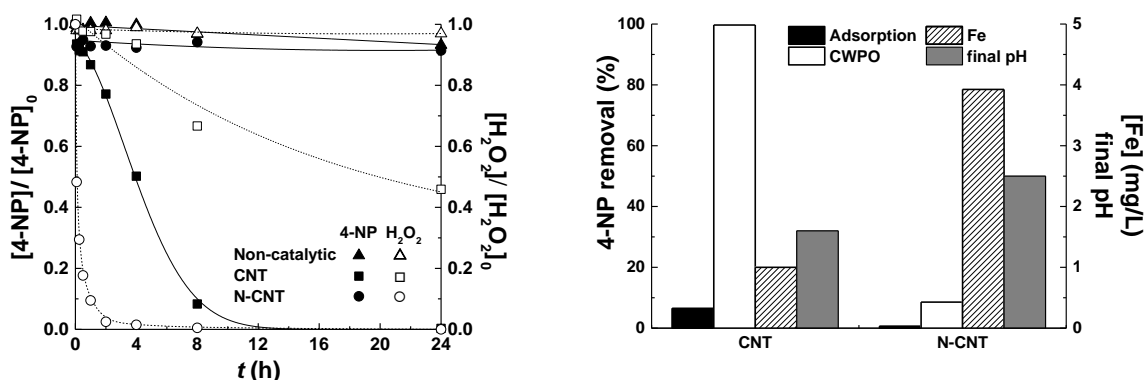 1.0
0.8
0.6
0.4
0.2
0.0
[4-NP]/ [4-NP]₀
0 4 8 12 16 20 24
t (h)
1.0
0.8
0.6
0.4
0.2
0.0
[H₂O₂]/ [H₂O₂]₀
4-NP H₂O₂
Non-catalytic
CNT
N-CNT
100
80
60
40
20
0
4-NP removal (%)
Adsorption Fe
CWPO final pH
CNT N-CNT
5
4
3
2
1
0
[Fe] (mg/L)
final pH